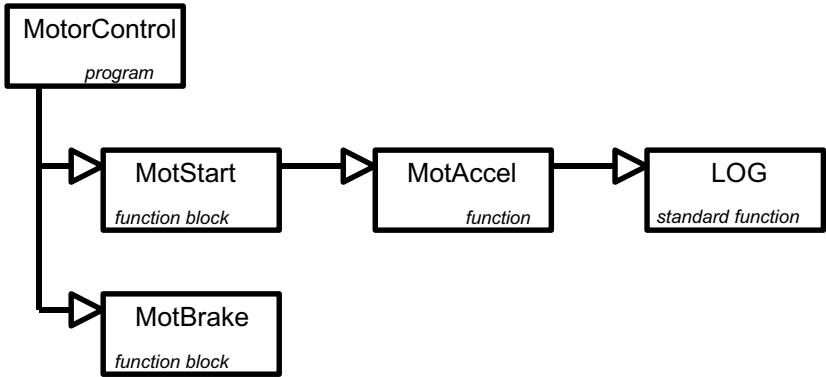 MotorControl
program
MotStart
function block
MotAccel
function
LOG
standard function
MotBrake
function block